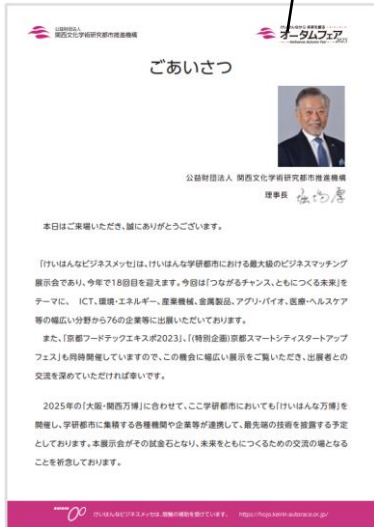 公益財団法人
関西文化学術研究都市推進機構
けいはんなから 未来を創る
オータムフェア
2023
ごあいさつ
公益財団法人 関西文化学術研究都市推進機構
理事長
本日はご来場いただき、誠にありがとうございます。
「けいはんなビジネスメッセ」は、けいはんな学研都市における最大級のビジネスマッチング
展示会であり、今年で18回目を迎えます。今回は「つながるチャンス、ともにつくる未来」を
テーマに、 ICT、環境・エネルギー、産業機械、金属製品、アグリ・バイオ、医療・ヘルスケア
等の幅広い分野から76の企業等に出展いただいております。
また、「京都フードテックエキスポ2023」、「(特別企画)京都スマートシティスタートアップ
フェス」も同時開催していますので、この機会に幅広い展示をご覧いただき、出展者との
交流を深めていただければ幸いです。
2025年の「大阪・関西万博」に合わせて、ここ学研都市においても「けいはんな万博」を
開催し、学研都市に集積する各種機関や企業等が連携して、最先端の技術を披露する予定
としております。本展示会がその試金石となり、未来をともにつくるための交流の場となる
ことを祈念しております。
けいはんなビジネスメッセは、競輪の補助を受けています。 https://hojo.keirin-autorace.or.jp/